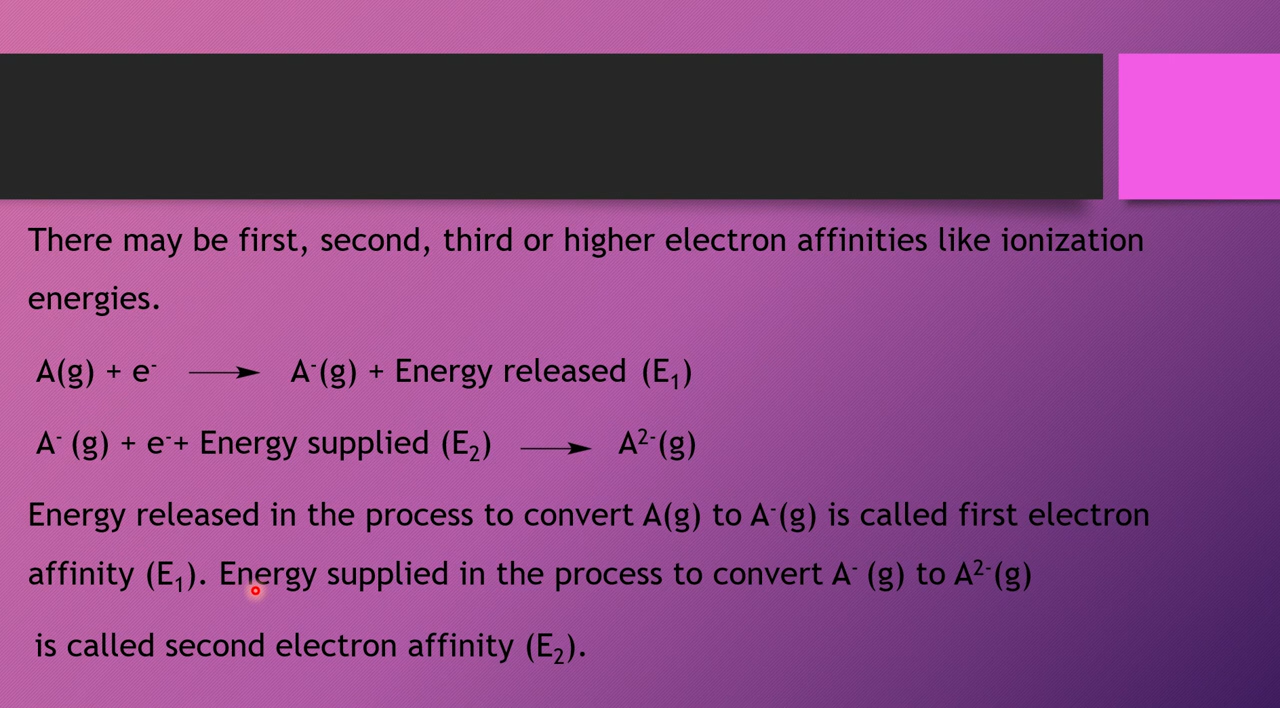 There may be first, second, third or higher electron affinities like ionization
energies.
A(g) + e⁻ ⟶ A⁻(g) + Energy released (E₁)
A⁻ (g) + e⁻+ Energy supplied (E₂) ⟶ A²⁻(g)
Energy released in the process to convert A(g) to A⁻(g) is called first electron
affinity (E₁). Energy supplied in the process to convert A⁻ (g) to A²⁻(g)
is called second electron affinity (E₂).